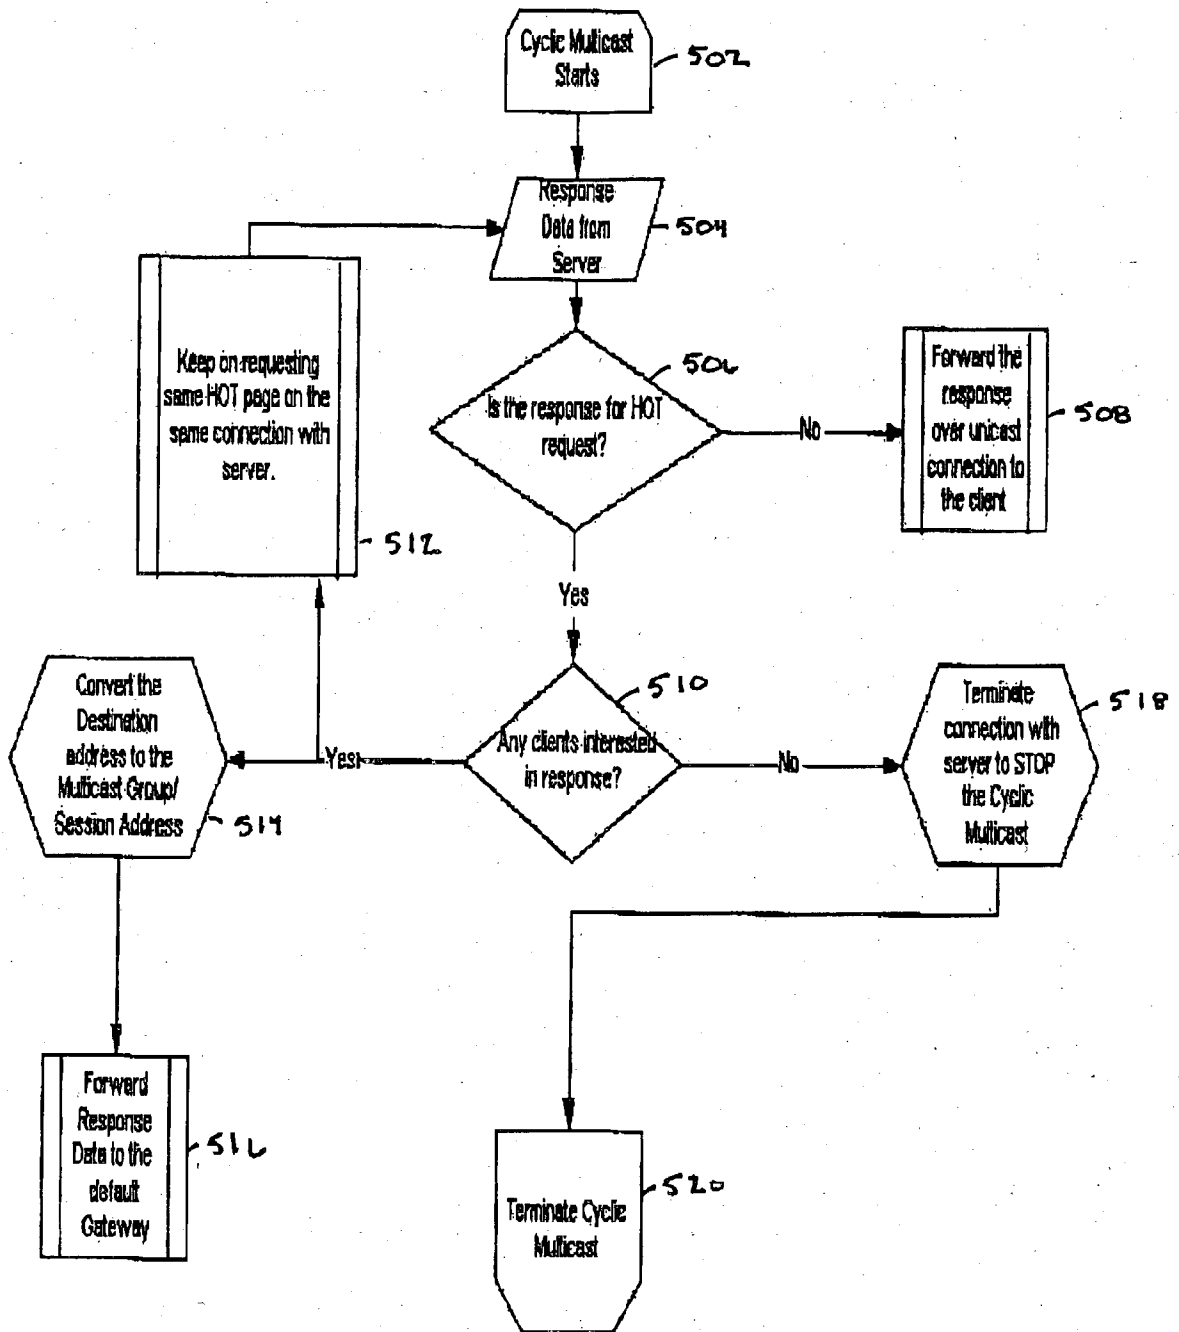 Cyclic Multicast
Starts
502
Response
Data from
Server
504
Keep on requesting
same HOT page on the
same connection with
server.
512
Is the response for HOT
request?
506
No
Forward the
response
over unicast
connection to
the client
508
Yes
Convert the
Destination
address to the
Multicast Group/
Session Address
514
Yes
Any clients interested
in response?
510
No
Terminate
connection with
server to STOP
the Cyclic
Multicast
518
Forward
Response
Data to the
default
Gateway
516
Terminate Cyclic
Multicast
520